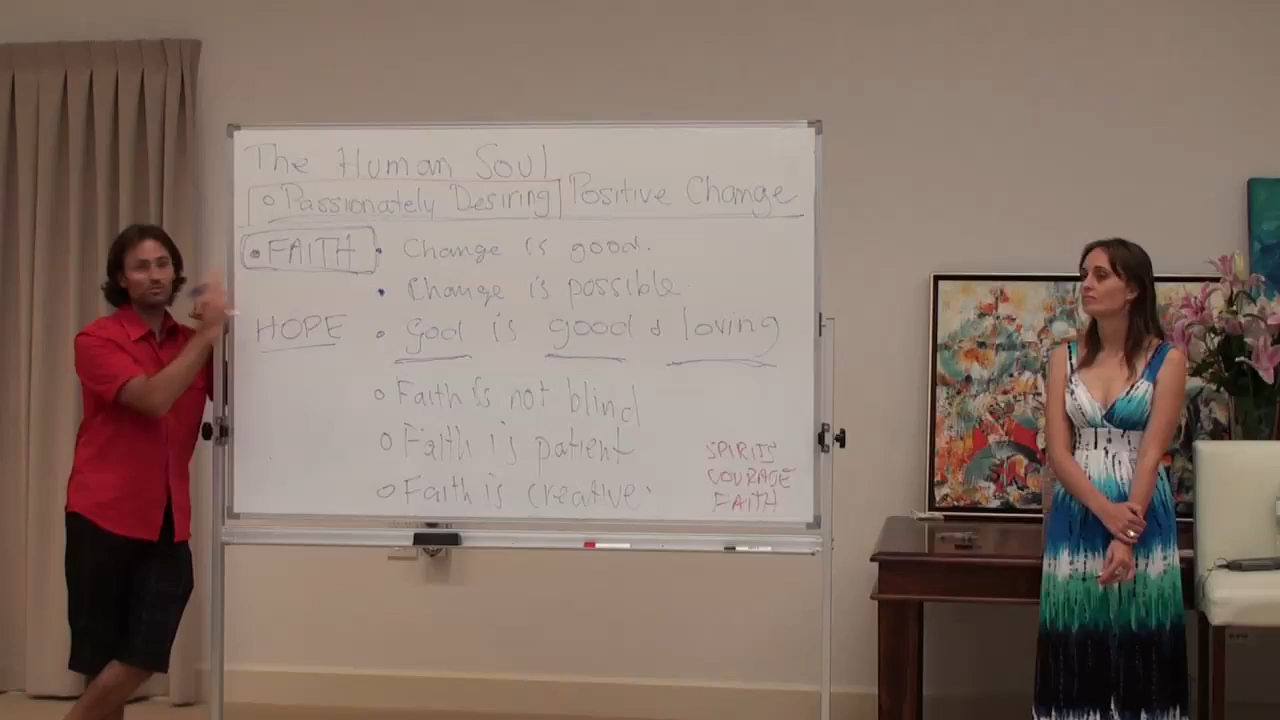 The Human Soul
Passionately Desiring Positive Change
FAITH
Change is good.
Change is possible.
HOPE
God is good & loving
Faith is not blind
Faith is patient
Faith is creative.
SPIRITS
COURAGE
FAITH